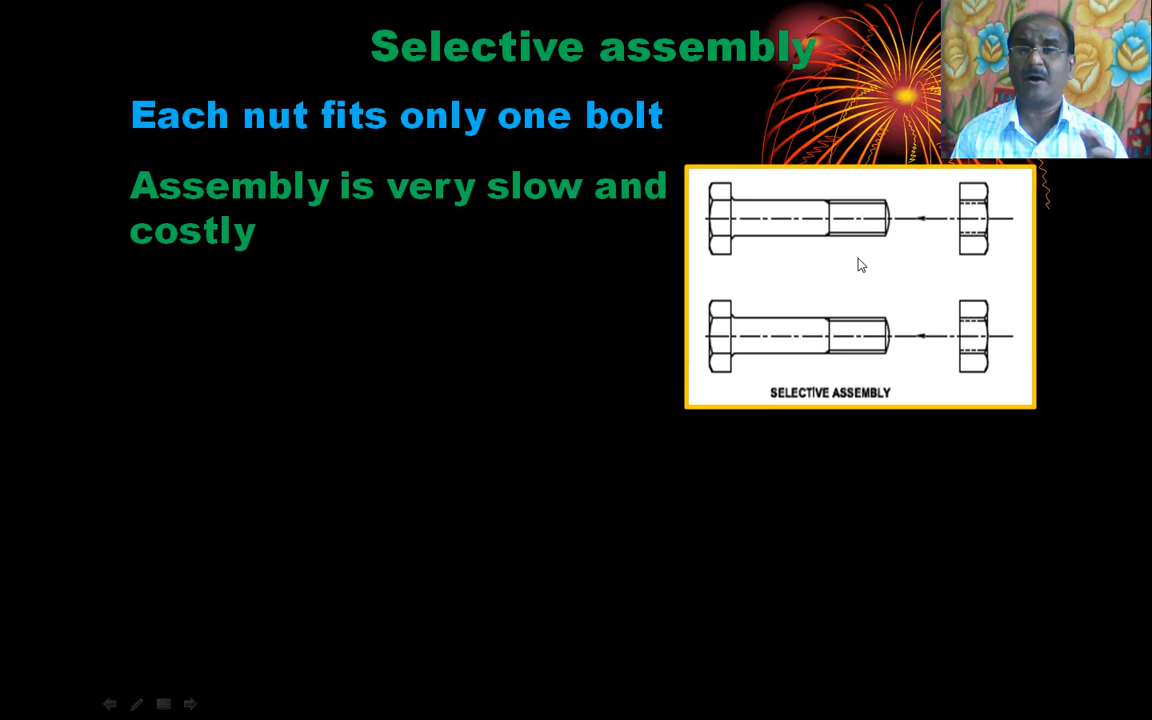 Selective assembly
Each nut fits only one bolt
Assembly is very slow and
costly
SELECTIVE ASSEMBLY